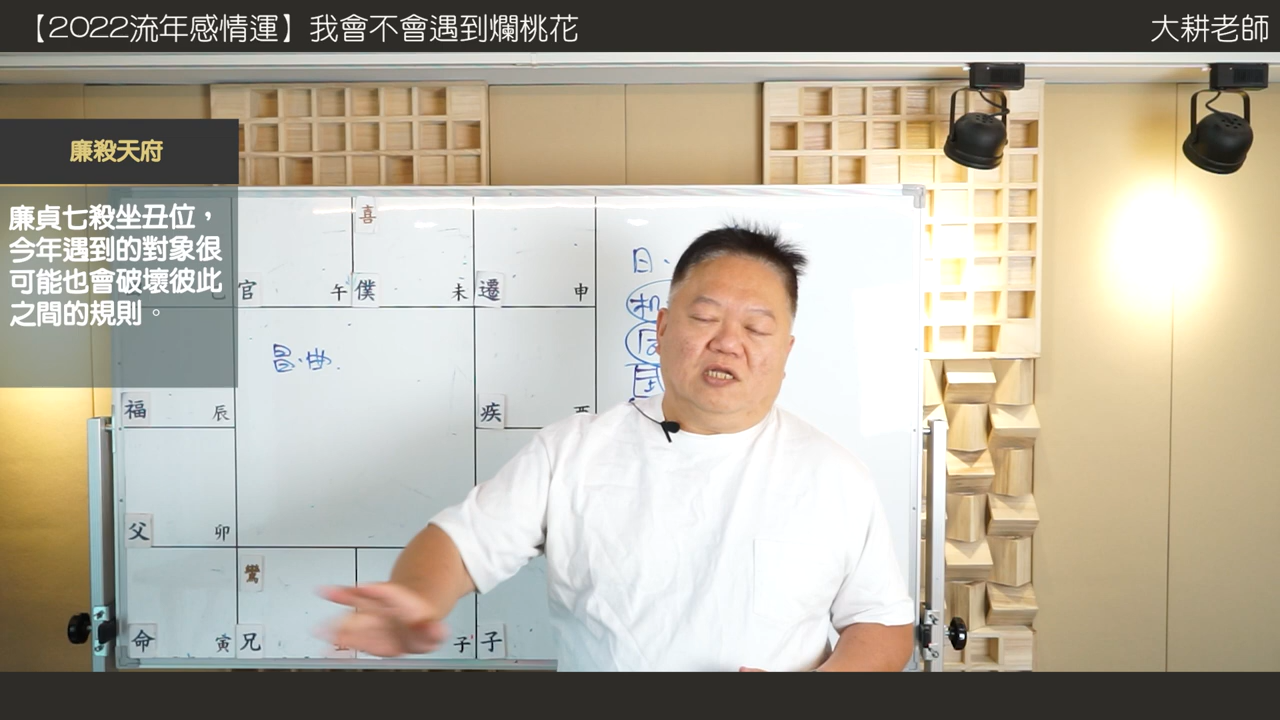 【2022流年感情運】我會不會遇到爛桃花
大耕老師
廉殺天府
廉貞七殺坐丑位，
今年遇到的對象很
可能也會破壞彼此
之間的規則。
喜
官 午 僕 未 遷 申
日.
机
同
昌.曲.
福 辰 疾
父 卯
鸞
命 寅 兄 子 子